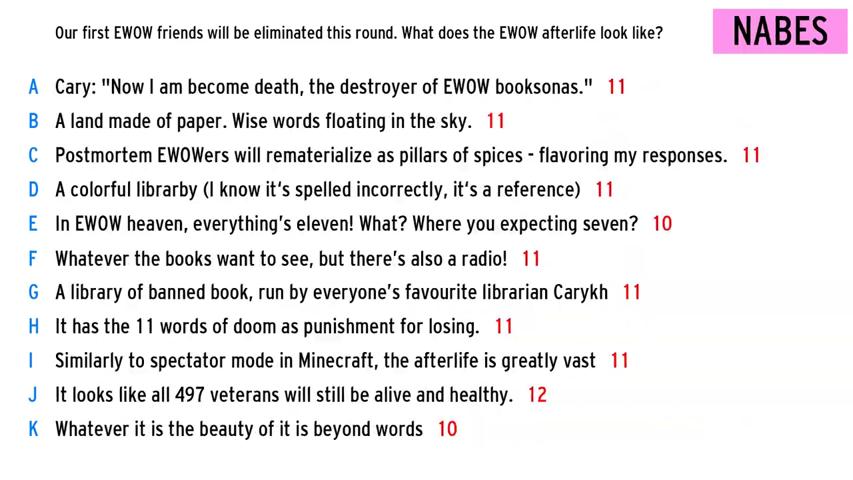 Our first EWOW friends will be eliminated this round. What does the EWOW afterlife look like?
NABES
A Cary: "Now I am become death, the destroyer of EWOW booksonas." 11
B A land made of paper. Wise words floating in the sky. 11
C Postmortem EWOWers will rematerialize as pillars of spices - flavoring my responses. 11
D A colorful librarby (I know it's spelled incorrectly, it's a reference) 11
E In EWOW heaven, everything's eleven! What? Where you expecting seven? 10
F Whatever the books want to see, but there's also a radio! 11
G A library of banned book, run by everyone's favourite librarian Carykh 11
H It has the 11 words of doom as punishment for losing. 11
I Similarly to spectator mode in Minecraft, the afterlife is greatly vast 11
J It looks like all 497 veterans will still be alive and healthy. 12
K Whatever it is the beauty of it is beyond words 10